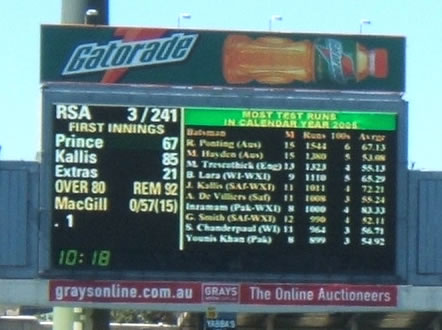 Gatorade
RSA 3/241
FIRST INNINGS
Prince 67
Kallis 85
Extras 21
OVER 80 REM 92
MacGill 0/57(15)
. 1
10:18
MOST TEST RUNS
IN CALENDAR YEAR 2005
Batsman M Runs 100s Avrge
R. Ponting (Aus) 15 1544 6 67.13
M. Hayden (Aus) 15 1380 5 53.08
M. Trescothick (Eng) 13 1323 4 55.13
B. Lara (WI-WXI) 9 1110 5 65.29
J. Kallis (SAf-WXI) 11 1011 4 72.21
A. De Villiers (Saf) 11 1008 3 55.24
Inzamam (Pak-WXI) 8 1000 4 83.33
G. Smith (SAf-WXI) 12 990 4 52.11
S. Chanderpaul (WI) 11 964 3 56.71
Younis Khan (Pak) 8 899 3 54.92
graysonline.com.au GRAYS The Online Auctioneers